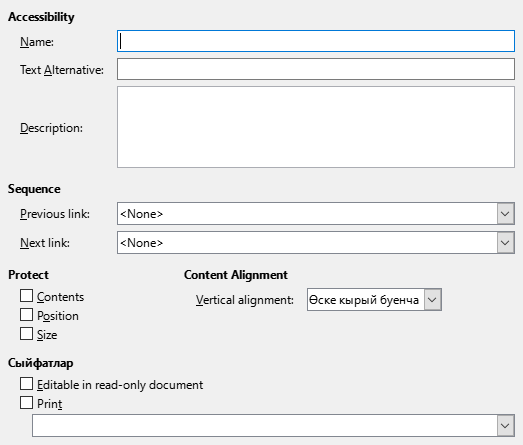 Accessibility
Name:
Text Alternative:
Description:
Sequence
Previous link: <None>
Next link: <None>
Protect Content Alignment
Contents Vertical alignment: Өске кырый буенча
Position
Size
Сыйфатлар
Editable in read-only document
Print